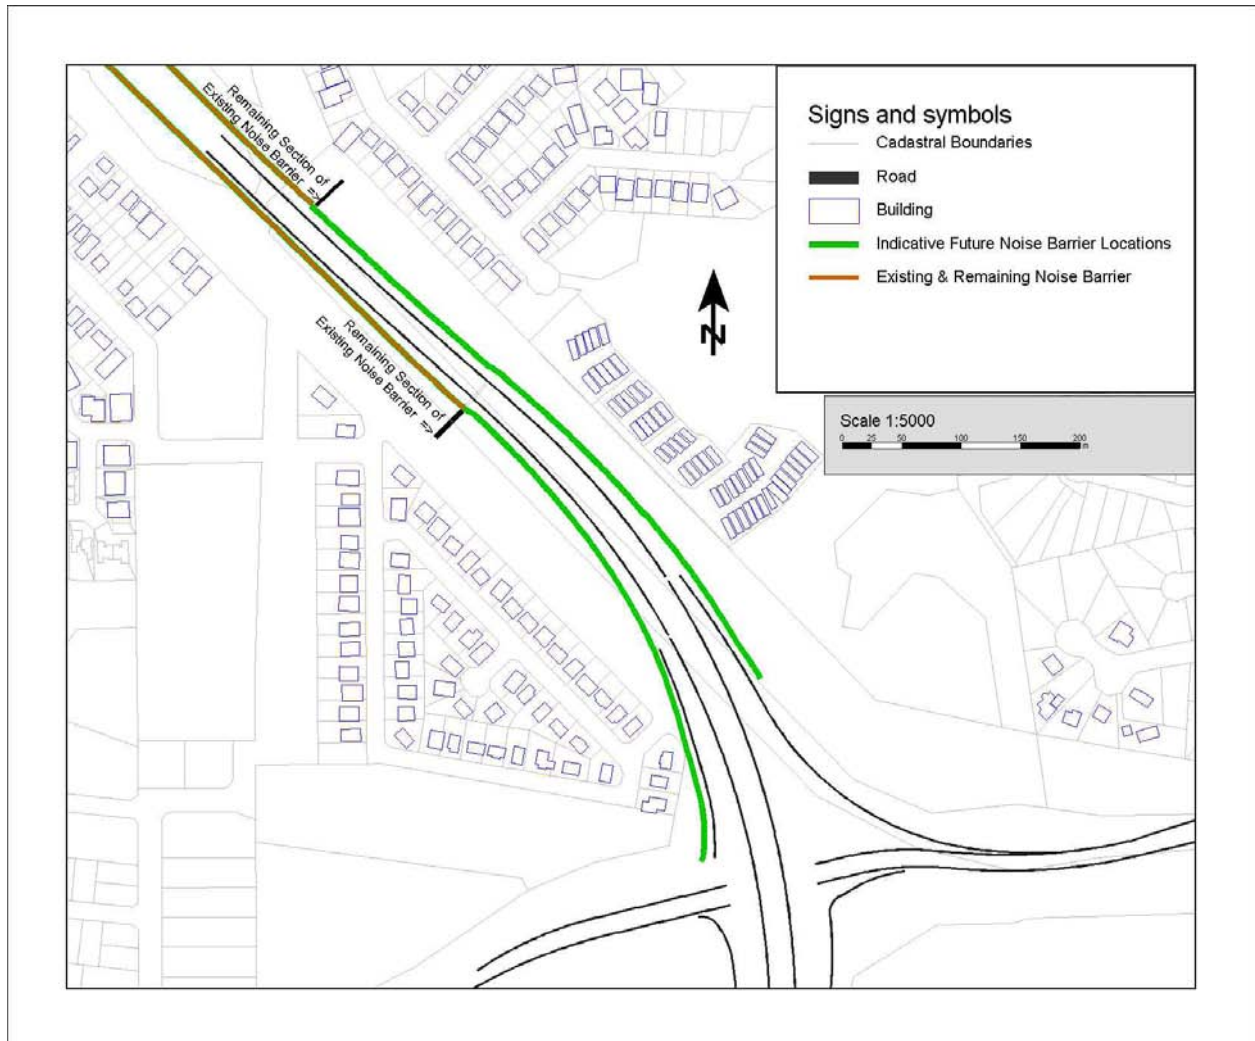 Remaining Section of
Existing Noise Barrier =>
Remaining Section of
Existing Noise Barrier =>
N
Signs and symbols
Cadastral Boundaries
Road
Building
Indicative Future Noise Barrier Locations
Existing & Remaining Noise Barrier
Scale 1:5000
0 25 50 100 150 200
m